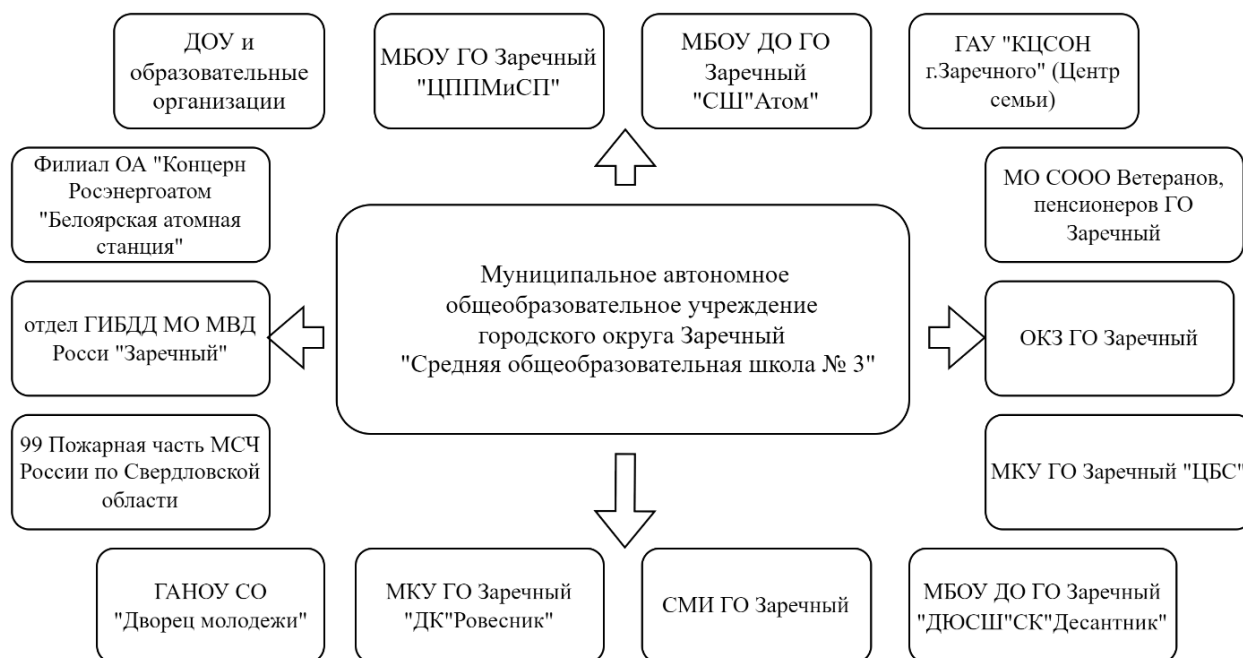 ДОУ и
образовательные
организации
МБОУ ГО Заречный
"ЦППМиСП"
МБОУ ДО ГО
Заречный
"СШ"Атом"
ГАУ "КЦСОН
г.Заречного" (Центр
семьи)
Филиал ОА "Концерн
Росэнергоатом
"Белоярская атомная
станция"
МО СООО Ветеранов,
пенсионеров ГО
Заречный
Муниципальное автономное
общеобразовательное учреждение
городского округа Заречный
"Средняя общеобразовательная школа № 3"
отдел ГИБДД МО МВД
Росси "Заречный"
ОКЗ ГО Заречный
99 Пожарная часть МСЧ
России по Свердловской
области
МКУ ГО Заречный "ЦБС"
ГАНОУ СО
"Дворец молодежи"
МКУ ГО Заречный
"ДК"Ровесник"
СМИ ГО Заречный
МБОУ ДО ГО Заречный
"ДЮСШ"СК"Десантник"